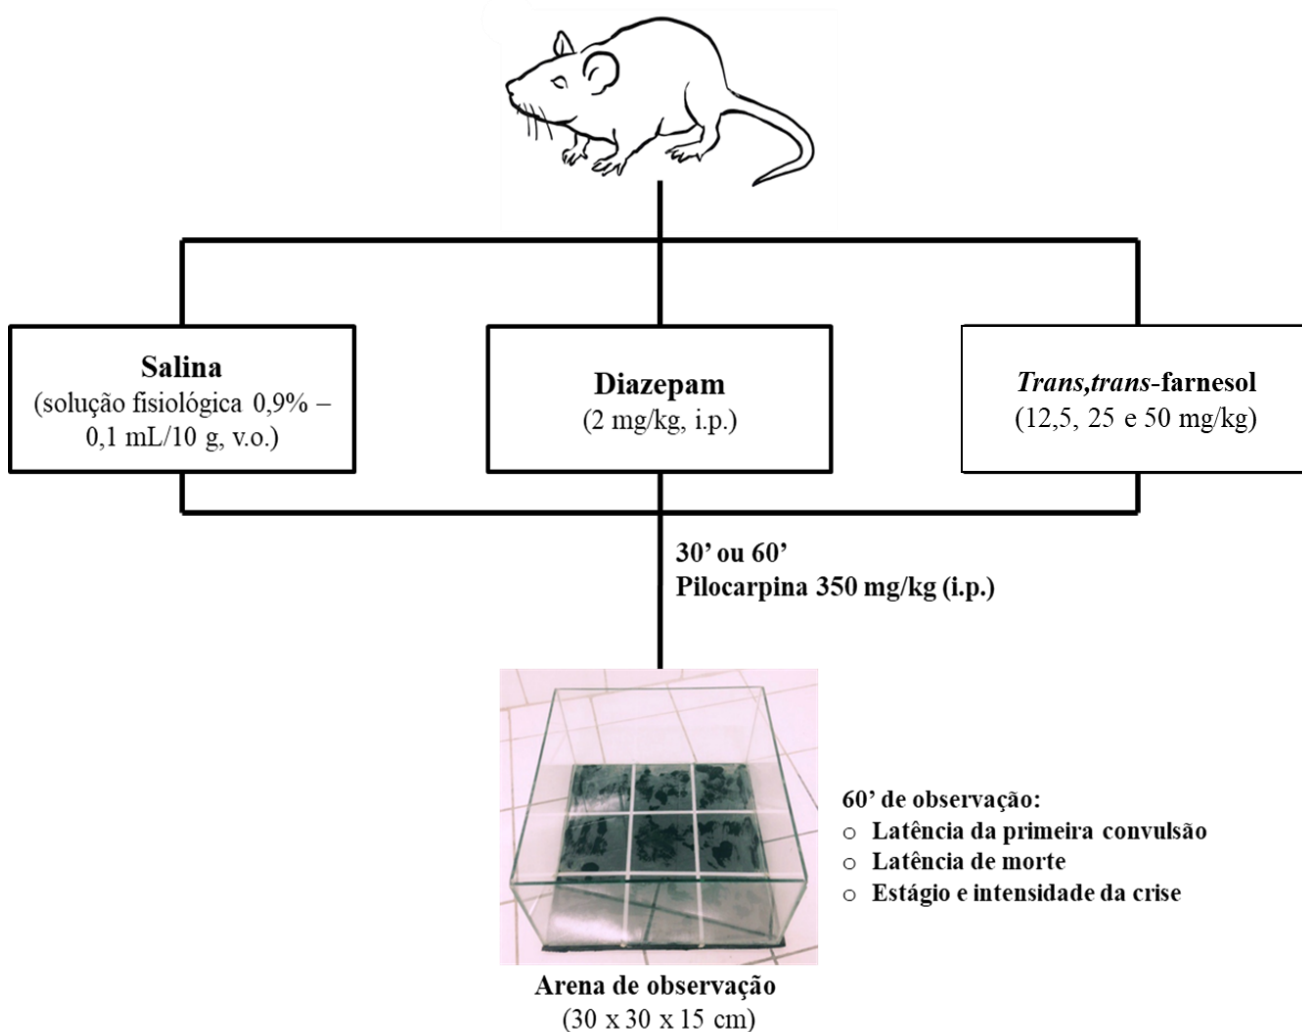 Salina
(solução fisiológica 0,9% –
0,1 mL/10 g, v.o.)
Diazepam
(2 mg/kg, i.p.)
Trans,trans-farnesol
(12,5, 25 e 50 mg/kg)
30’ ou 60’
Pilocarpina 350 mg/kg (i.p.)
60’ de observação:
○ Latência da primeira convulsão
○ Latência de morte
○ Estágio e intensidade da crise
Arena de observação
(30 x 30 x 15 cm)